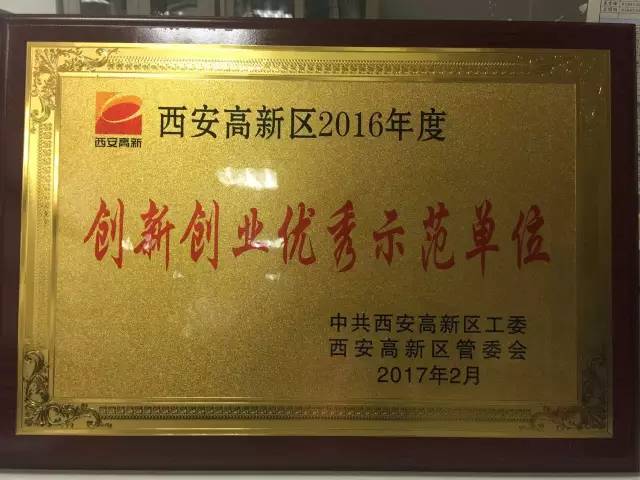 西安高新
西安高新区2016年度
创新创业优秀示范单位
中共西安高新区工委
西安高新区管委会
2017年2月